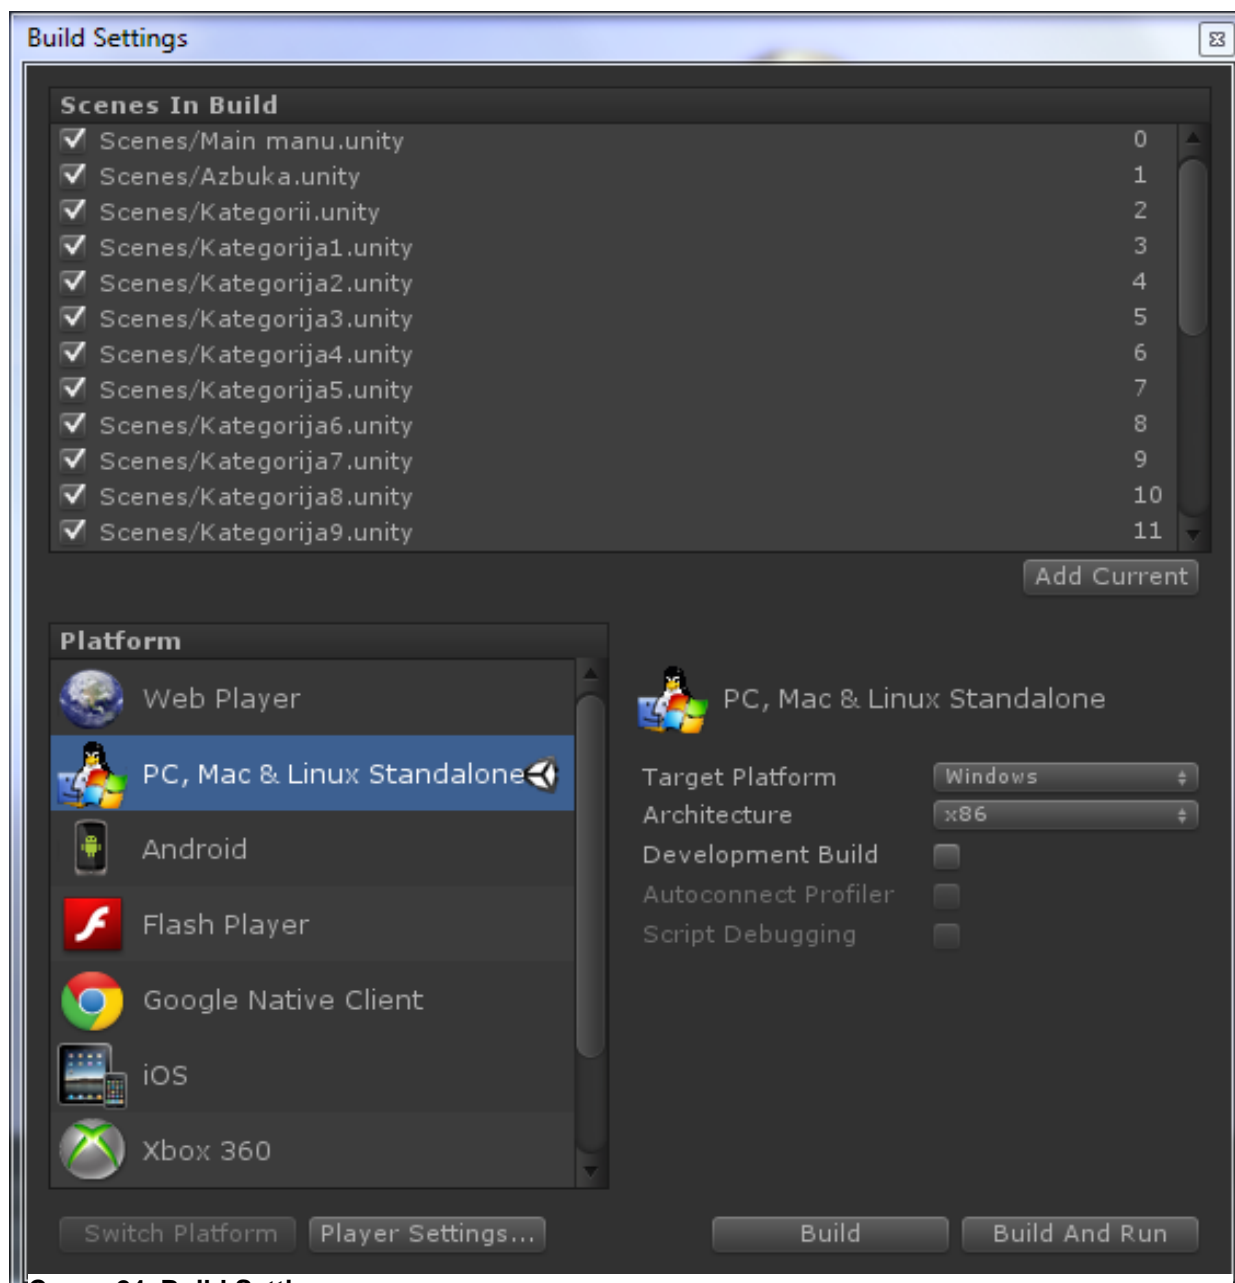 Build Settings
Scenes In Build
Scenes/Main manu.unity 0
Scenes/Azbuka.unity 1
Scenes/Kategorii.unity 2
Scenes/Kategorija1.unity 3
Scenes/Kategorija2.unity 4
Scenes/Kategorija3.unity 5
Scenes/Kategorija4.unity 6
Scenes/Kategorija5.unity 7
Scenes/Kategorija6.unity 8
Scenes/Kategorija7.unity 9
Scenes/Kategorija8.unity 10
Scenes/Kategorija9.unity 11
Add Current
Platform
Web Player
PC, Mac & Linux Standalone
Android
Flash Player
Google Native Client
iOS
Xbox 360
PC, Mac & Linux Standalone
Target Platform Windows
Architecture x86
Development Build
Autoconnect Profiler
Script Debugging
Switch Platform Player Settings... Build Build And Run